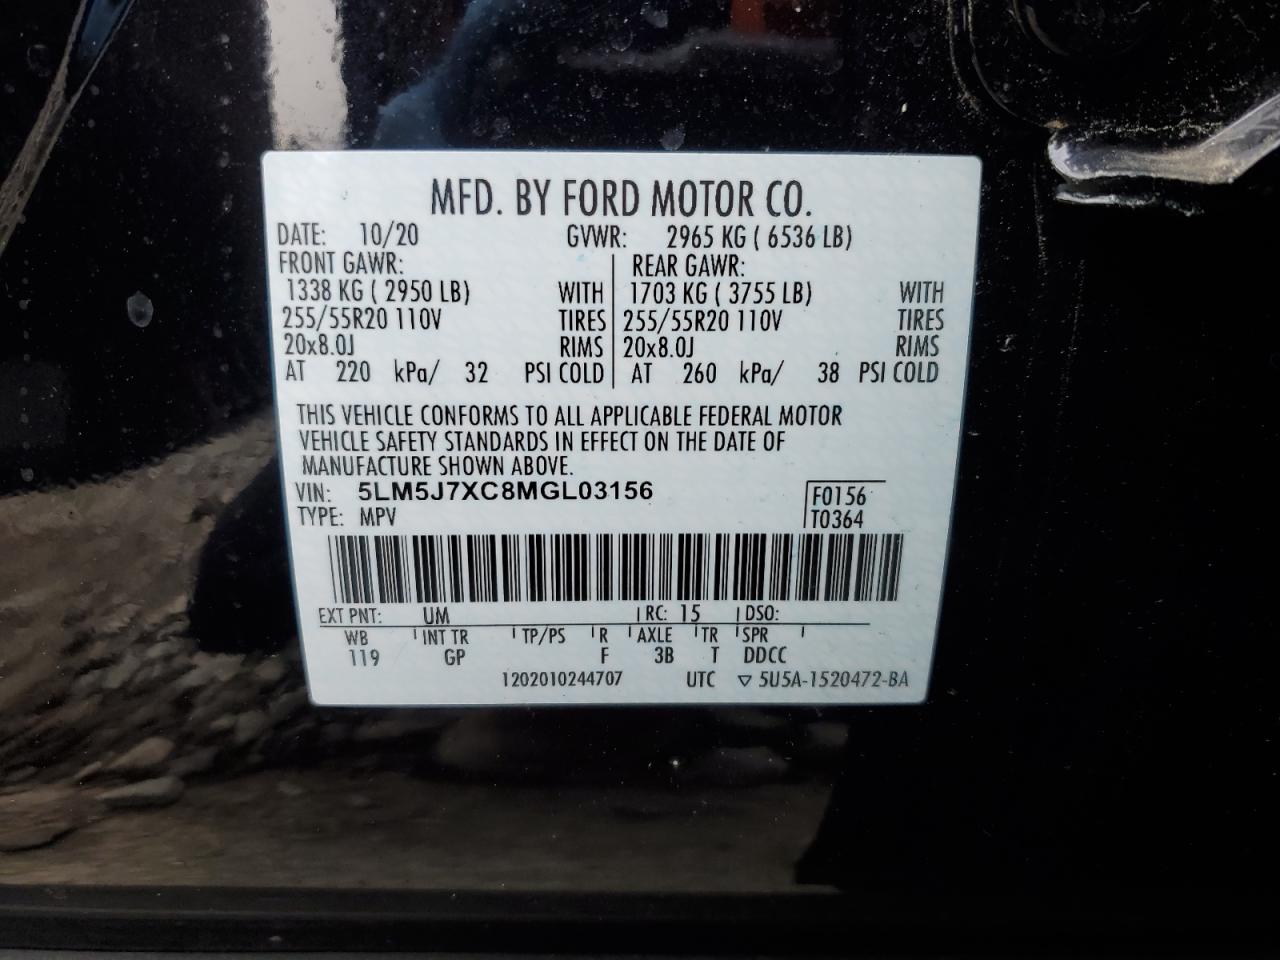 MFD. BY FORD MOTOR CO.
DATE: 10/20 GVWR: 2965 KG ( 6536 LB)
FRONT GAWR: REAR GAWR:
1338 KG ( 2950 LB) WITH 1703 KG ( 3755 LB) WITH
255/55R20 110V TIRES 255/55R20 110V TIRES
20x8.0J RIMS 20x8.0J RIMS
AT 220 kPa/ 32 PSI COLD AT 260 kPa/ 38 PSI COLD
THIS VEHICLE CONFORMS TO ALL APPLICABLE FEDERAL MOTOR
VEHICLE SAFETY STANDARDS IN EFFECT ON THE DATE OF
MANUFACTURE SHOWN ABOVE.
VIN: 5LM5J7XC8MGL03156 F0156
TYPE: MPV T0364
EXT PNT: UM RC: 15 DSO:
WB INT TR TP/PS R AXLE TR SPR
119 GP F 3B T DDCC
1202010244707 UTC ▽ 5U5A-1520472-BA